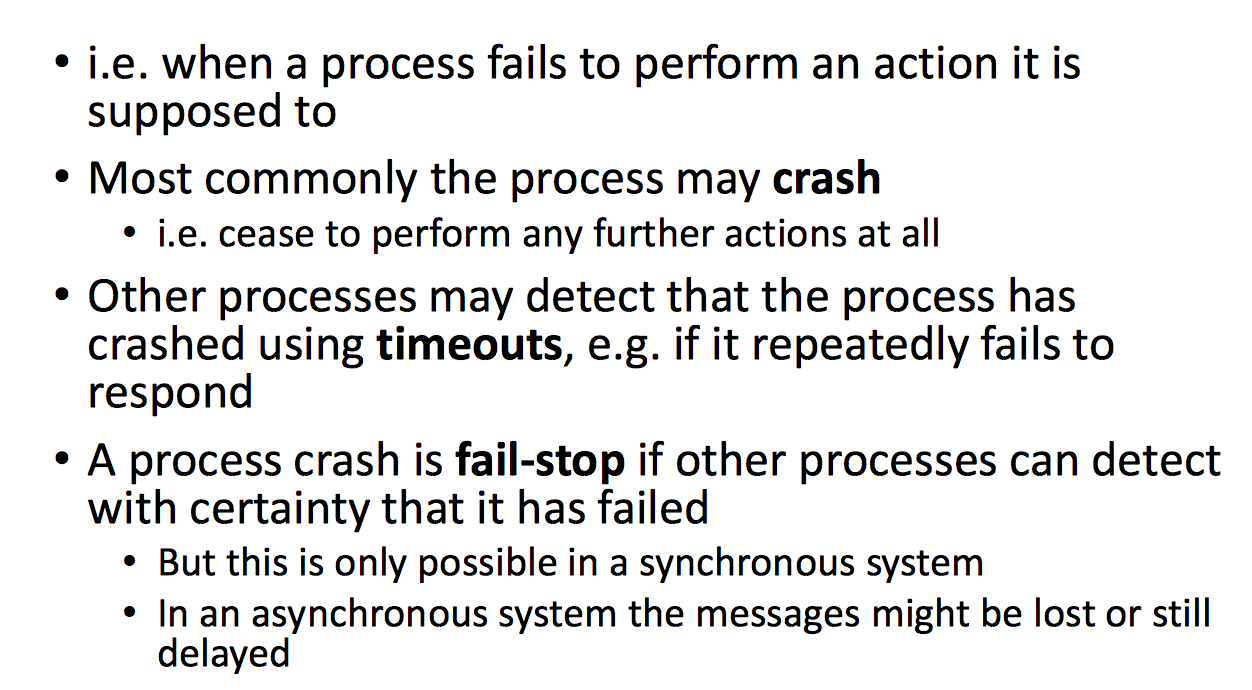 • i.e. when a process fails to perform an action it is
supposed to
• Most commonly the process may crash
• i.e. cease to perform any further actions at all
• Other processes may detect that the process has
crashed using timeouts, e.g. if it repeatedly fails to
respond
• A process crash is fail-stop if other processes can detect
with certainty that it has failed
• But this is only possible in a synchronous system
• In an asynchronous system the messages might be lost or still
delayed